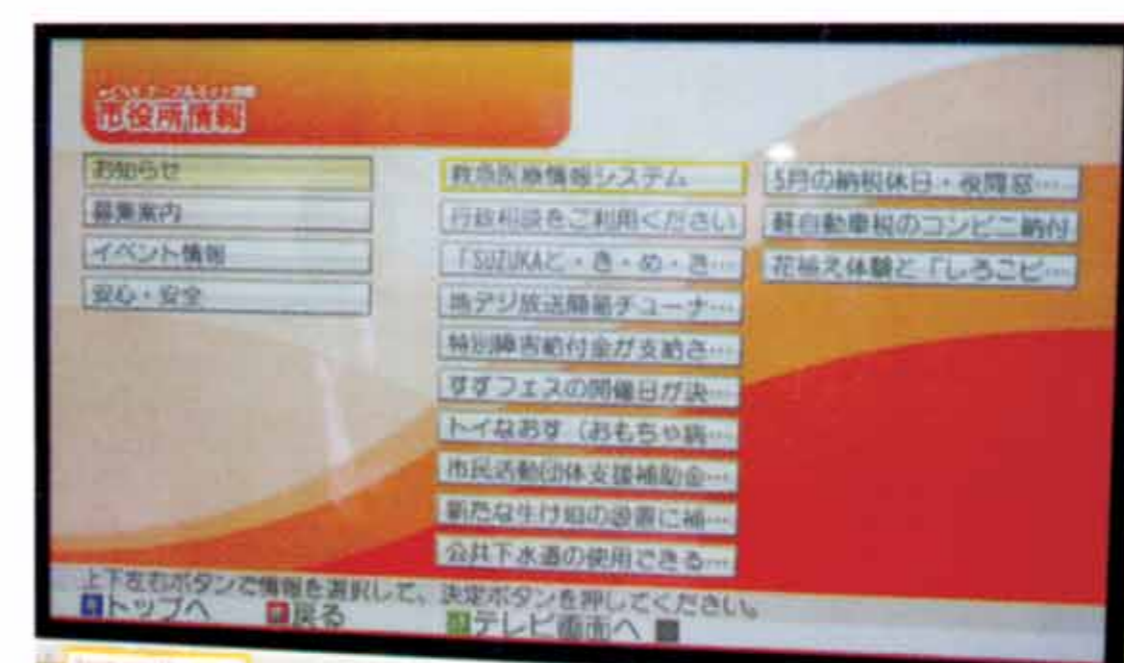 市役所情報
お知らせ
募集案内
イベント情報
安心・安全
救急医療情報システム
行政相談をご利用ください
「SUZUKAと・き・め・き…
地デジ放送簡易チューナ…
特別障害給付金が支給さ…
すずフェスの開催日が決…
トイなおす（おもちゃ病…
市民活動団体支援補助金…
新たな生け垣の設置に補…
公共下水道の使用できる…
5月の納税休日・夜間窓…
軽自動車税のコンビニ納付
花植え体験と「しろこピ…
上下左右ボタンで情報を選択して、決定ボタンを押してください。
青トップへ 赤戻る 緑テレビ画面へ